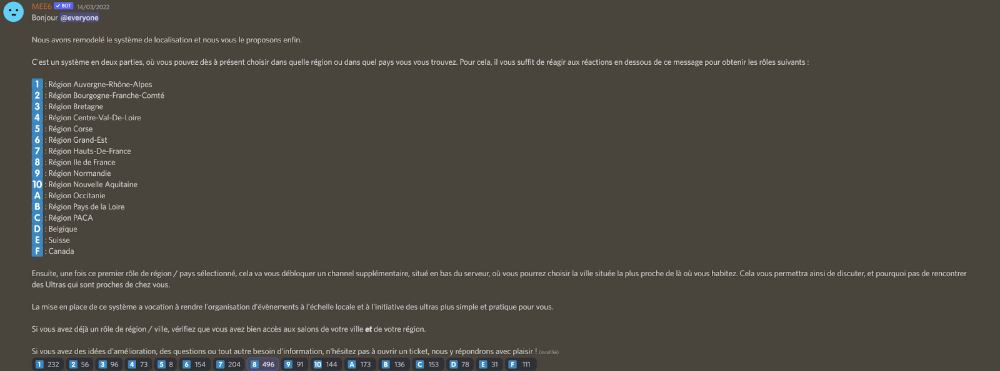 MEE6 ✓ BOT 14/03/2022
Bonjour @everyone
Nous avons remodelé le système de localisation et nous vous le proposons enfin.
C'est un système en deux parties, où vous pouvez dès à présent choisir dans quelle région ou dans quel pays vous vous trouvez. Pour cela, il vous suffit de réagir aux réactions en dessous de ce message pour obtenir les rôles suivants :
1 : Région Auvergne-Rhône-Alpes
2 : Région Bourgogne-Franche-Comté
3 : Région Bretagne
4 : Région Centre-Val-De-Loire
5 : Région Corse
6 : Région Grand-Est
7 : Région Hauts-De-France
8 : Région Ile de France
9 : Région Normandie
10 : Région Nouvelle Aquitaine
A : Région Occitanie
B : Région Pays de la Loire
C : Région PACA
D : Belgique
E : Suisse
F : Canada
Ensuite, une fois ce premier rôle de région / pays sélectionné, cela va vous débloquer un channel supplémentaire, situé en bas du serveur, où vous pourrez choisir la ville située la plus proche de là où vous habitez. Cela vous permettra ainsi de discuter, et pourquoi pas de rencontrer
des Ultras qui sont proches de chez vous.
La mise en place de ce système a vocation à rendre l'organisation d'évènements à l'échelle locale et à l'initiative des ultras plus simple et pratique pour vous.
Si vous avez déjà un rôle de région / ville, vérifiez que vous avez bien accès aux salons de votre ville et de votre région.
Si vous avez des idées d'amélioration, des questions ou tout autre besoin d'information, n'hésitez pas à ouvrir un ticket, nous y répondrons avec plaisir ! (modifié)
1 232 2 56 3 96 4 73 5 8 6 154 7 204 8 496 9 91 10 144 A 173 B 136 C 153 D 78 E 31 F 111